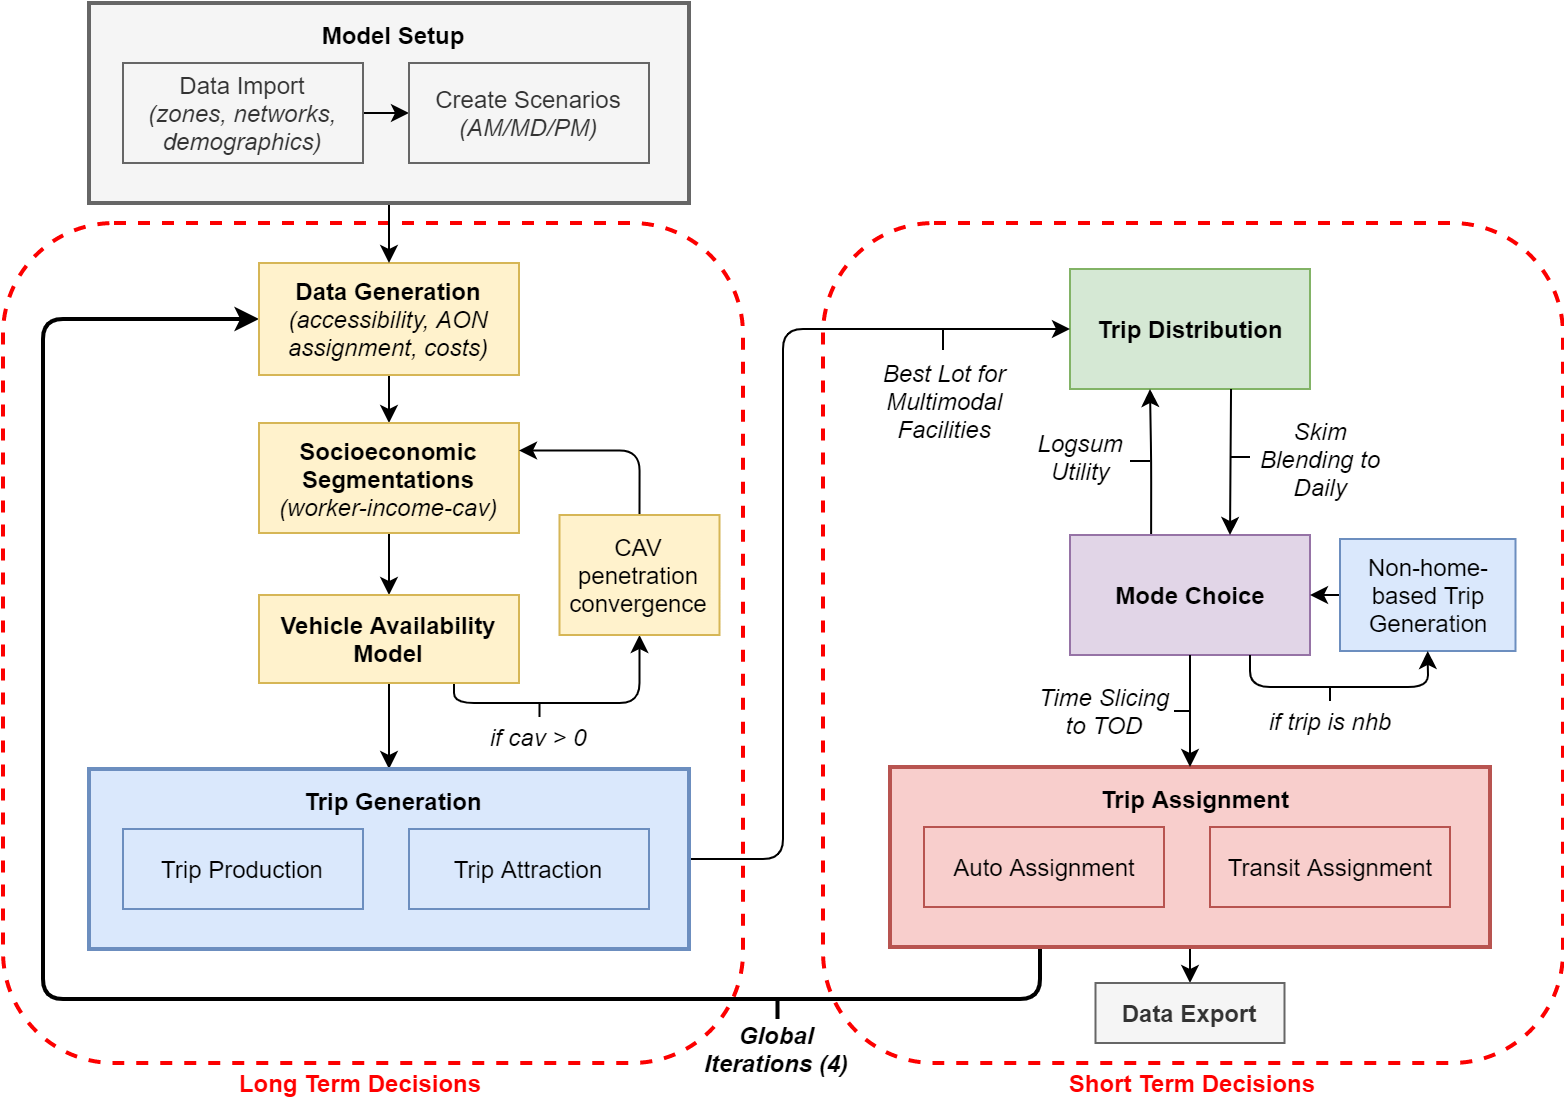 Model Setup
Data Import
(zones, networks,
demographics)
Create Scenarios
(AM/MD/PM)
Data Generation
(accessibility, AON
assignment, costs)
Socioeconomic
Segmentations
(worker-income-cav)
CAV
penetration
convergence
Vehicle Availability
Model
if cav > 0
Trip Generation
Trip Production
Trip Attraction
Long Term Decisions
Best Lot for
Multimodal
Facilities
Trip Distribution
Logsum
Utility
Skim
Blending to
Daily
Mode Choice
Non-home-
based Trip
Generation
Time Slicing
to TOD
if trip is nhb
Trip Assignment
Auto Assignment
Transit Assignment
Data Export
Global
Iterations (4)
Short Term Decisions